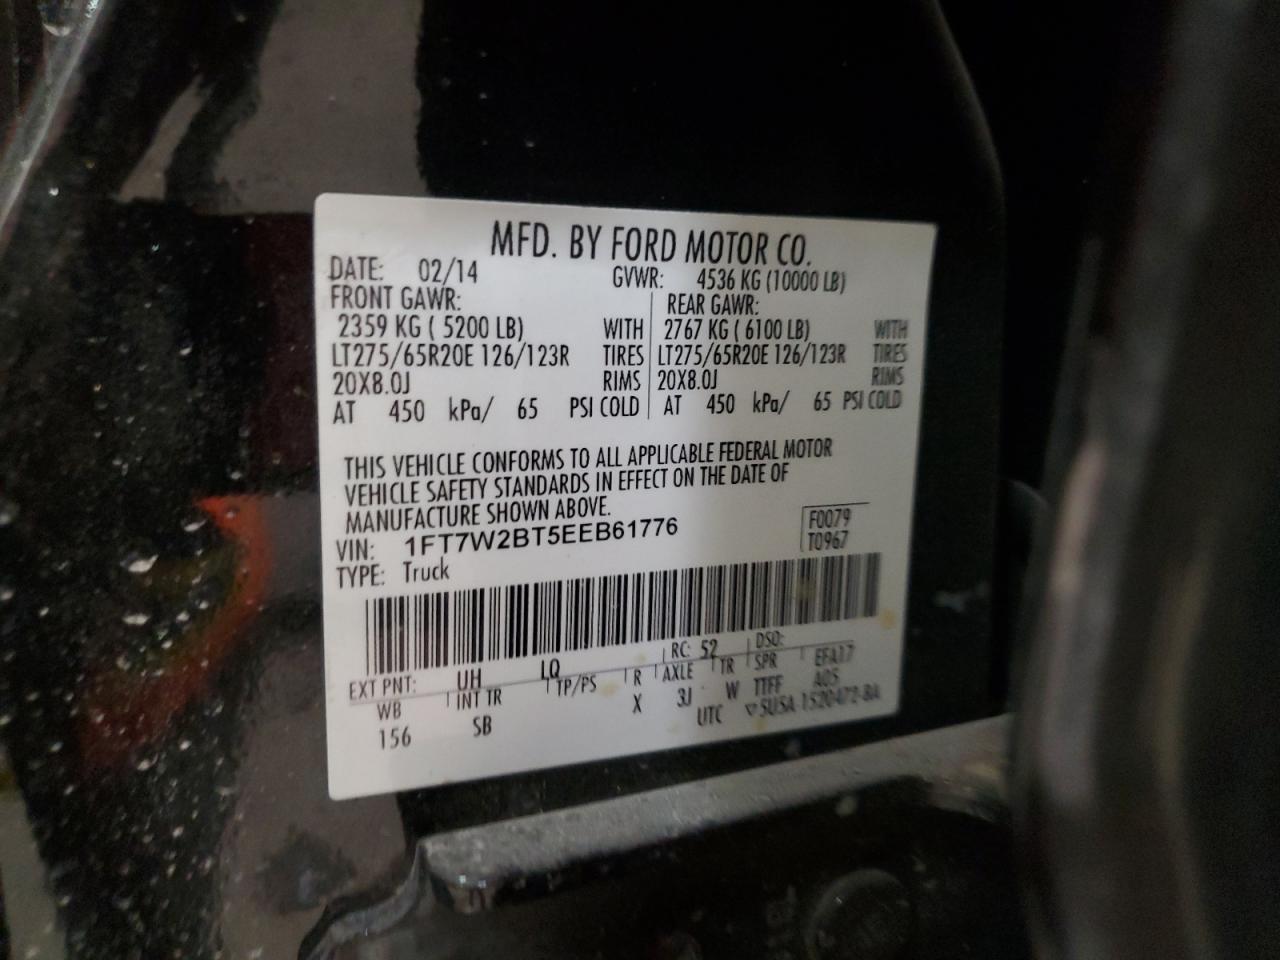 MFD. BY FORD MOTOR CO.
DATE: 02/14 GVWR: 4536 KG (10000 LB)
FRONT GAWR: REAR GAWR:
2359 KG ( 5200 LB) WITH 2767 KG ( 6100 LB) WITH
LT275/65R20E 126/123R TIRES LT275/65R20E 126/123R TIRES
20X8.0J RIMS 20X8.0J RIMS
AT 450 kPa/ 65 PSI COLD AT 450 kPa/ 65 PSI COLD
THIS VEHICLE CONFORMS TO ALL APPLICABLE FEDERAL MOTOR
VEHICLE SAFETY STANDARDS IN EFFECT ON THE DATE OF
MANUFACTURE SHOWN ABOVE.
VIN: 1FT7W2BT5EEB61776 F0079
TYPE: Truck T0967
EXT PNT: UH LQ RC: 52 DSO:
WB INT TR TP/PS R AXLE TR SPR EFA17
156 SB X 3J W TTFF A05
UTC ▽SUSA 1520472-BA